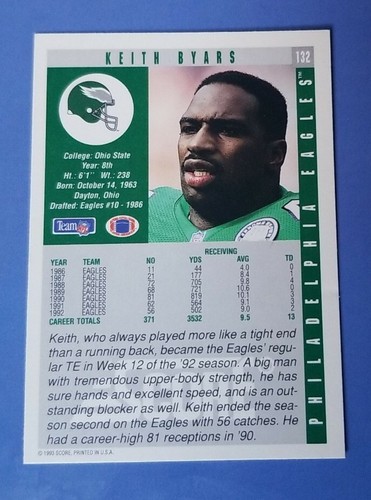 KEITH BYARS
132
PHILADELPHIA EAGLES™
College: Ohio State
Year: 8th
Ht.: 6'1" Wt.: 238
Born: October 14, 1963
Dayton, Ohio
Drafted: Eagles #10 - 1986
Team NFL
RECEIVING
YEAR TEAM NO YDS AVG TD
1986 EAGLES 11 44 4.0 0
1987 EAGLES 21 177 8.4 1
1988 EAGLES 72 705 9.8 4
1989 EAGLES 68 721 10.6 0
1990 EAGLES 81 819 10.1 3
1991 EAGLES 62 564 9.1 3
1992 EAGLES 56 502 9.0 2
CAREER TOTALS 371 3532 9.5 13
Keith, who always played more like a tight end
than a running back, became the Eagles' regu-
lar TE in Week 12 of the '92 season. A big man
with tremendous upper-body strength, he has
sure hands and excellent speed, and is an out-
standing blocker as well. Keith ended the sea-
son second on the Eagles with 56 catches. He
had a career-high 81 receptions in '90.
© 1993 SCORE, PRINTED IN U.S.A.